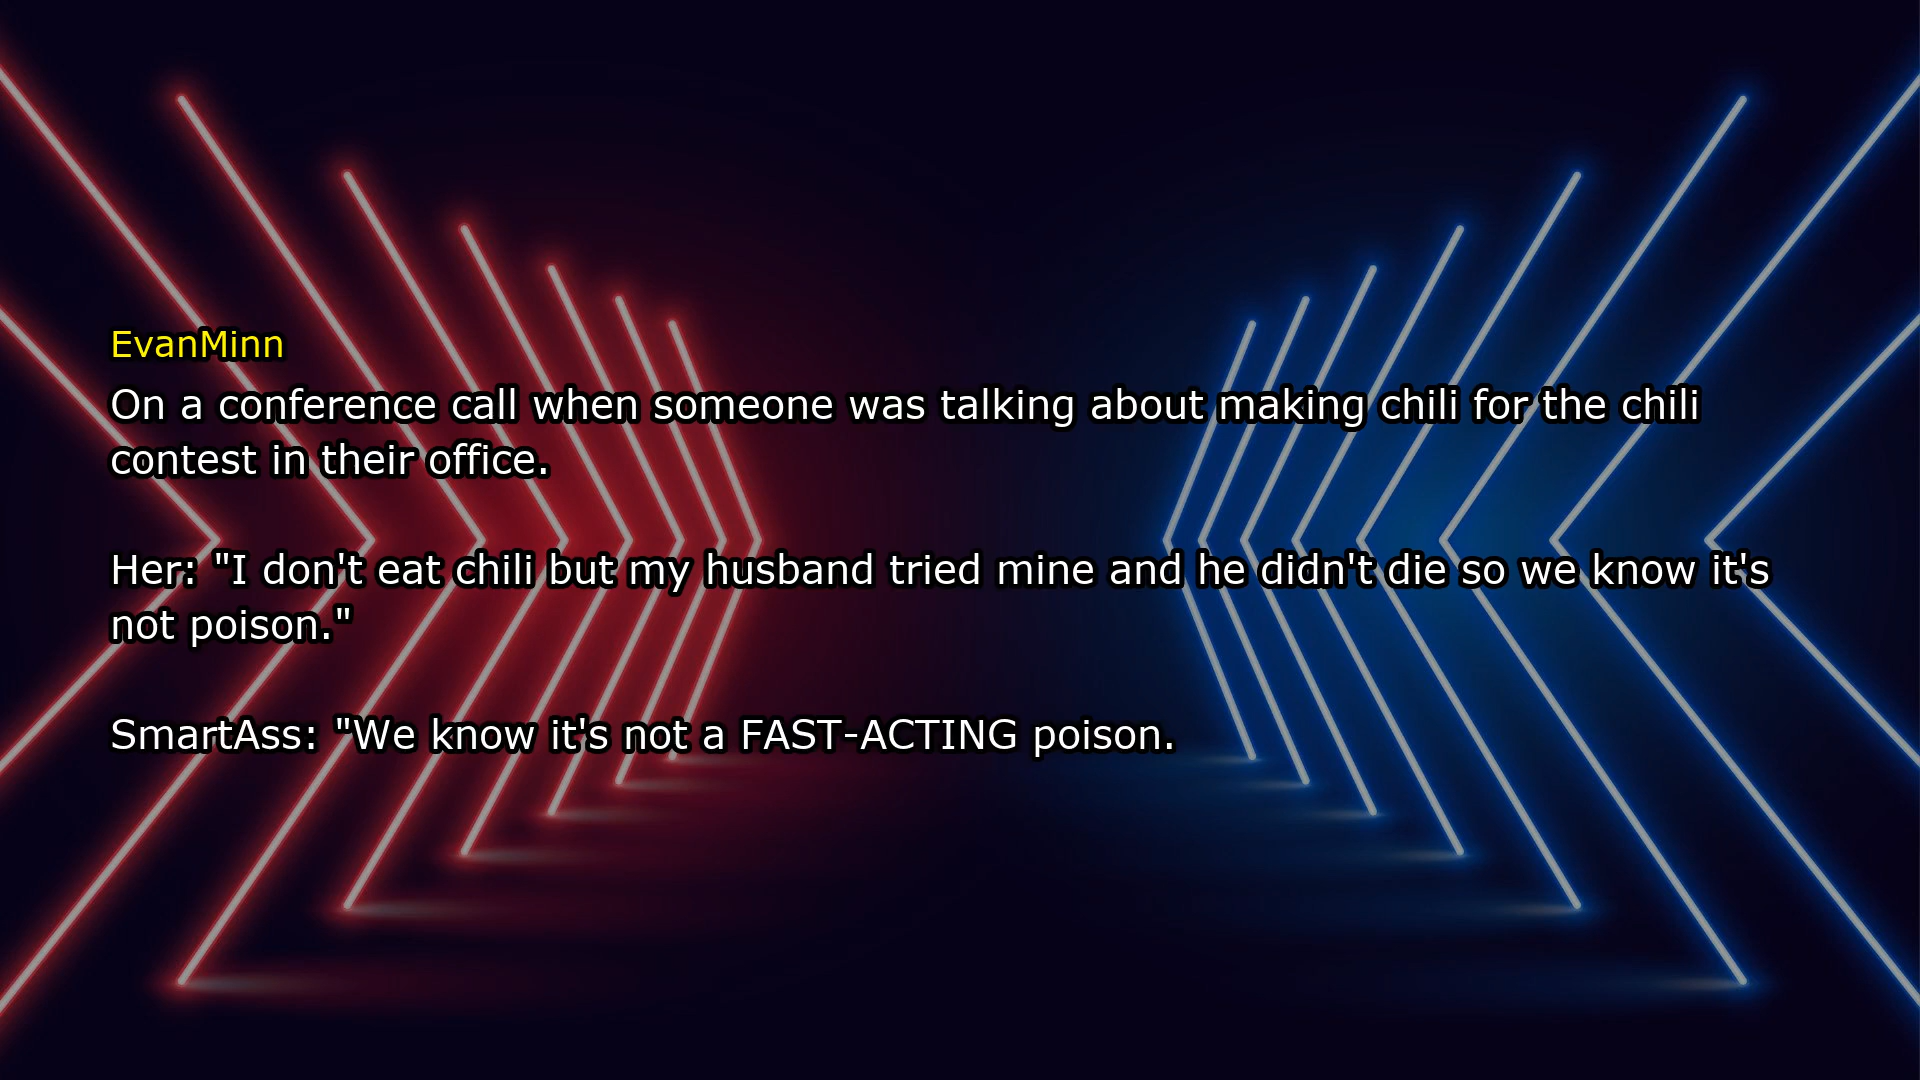 EvanMinn
On a conference call when someone was talking about making chili for the chili
contest in their office.
Her: "I don't eat chili but my husband tried mine and he didn't die so we know it's
not poison."
SmartAss: "We know it's not a FAST-ACTING poison.